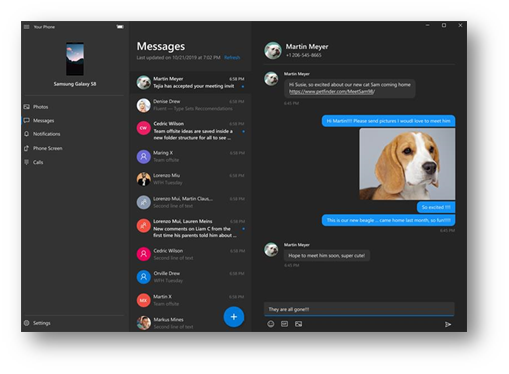 Your Phone
Samsung Galaxy S8
Photos
Messages
Notifications
Phone Screen
Calls
Settings
Messages
Last updated on 10/21/2019 at 7:02 PM Refresh
Martin Meyer 6:58 PM
Tejia has accepted your meeting invit
Denise Drew 6:58 PM
Fluent — Type Sim Rencomendations
CW Cedric Wilson 6:58 PM
Team offsite ideas are saved inside a
new folder structure for all to see ...
Maring X 6:58 PM
Team offsite
Lorenzo Miu 6:58 PM
WFH Tuesday
Lorenzo Mui, Martin Claus,... 6:58 PM
Second line of text
Lorenzo Mui, Lauren Meins 6:58 PM
New comments on Liam C from the
first time his parents told him about ...
Cedric Wilson 6:58 PM
Second line of text
Orville Drew 6:58 PM
WFH Tuesday
MX Martin X 6:58 PM
Team offsite
Markus Mines 6:58 PM
Second line of text
Martin Meyer
+1 206-545-8665
Martin Meyer
Hi Susie, so excited about our new cat Sam coming home
https://www.petfinder.com/MeetSam98/
6:45 PM
Hi Martin!!!! Please send pictures I would love to meet him
So excited !!!!
This is our new beagle ... came home last month, so fun!!!!!
6:45 PM
Martin Meyer
Hope to meet him soon, super cute!
6:45 PM
They are all gone!!!